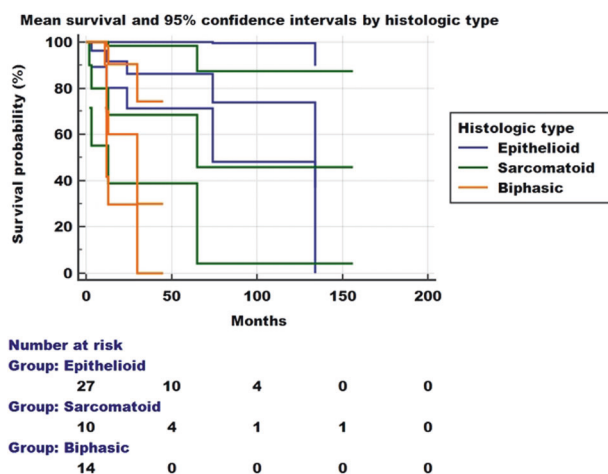 Mean survival and 95% confidence intervals by histologic type
100
80
60
40
20
0
Survival probability (%)
0 50 100 150 200
Months
Histologic type
Epithelioid
Sarcomatoid
Biphasic
Number at risk
Group: Epithelioid
27 10 4 0 0
Group: Sarcomatoid
10 4 1 1 0
Group: Biphasic
14 0 0 0 0